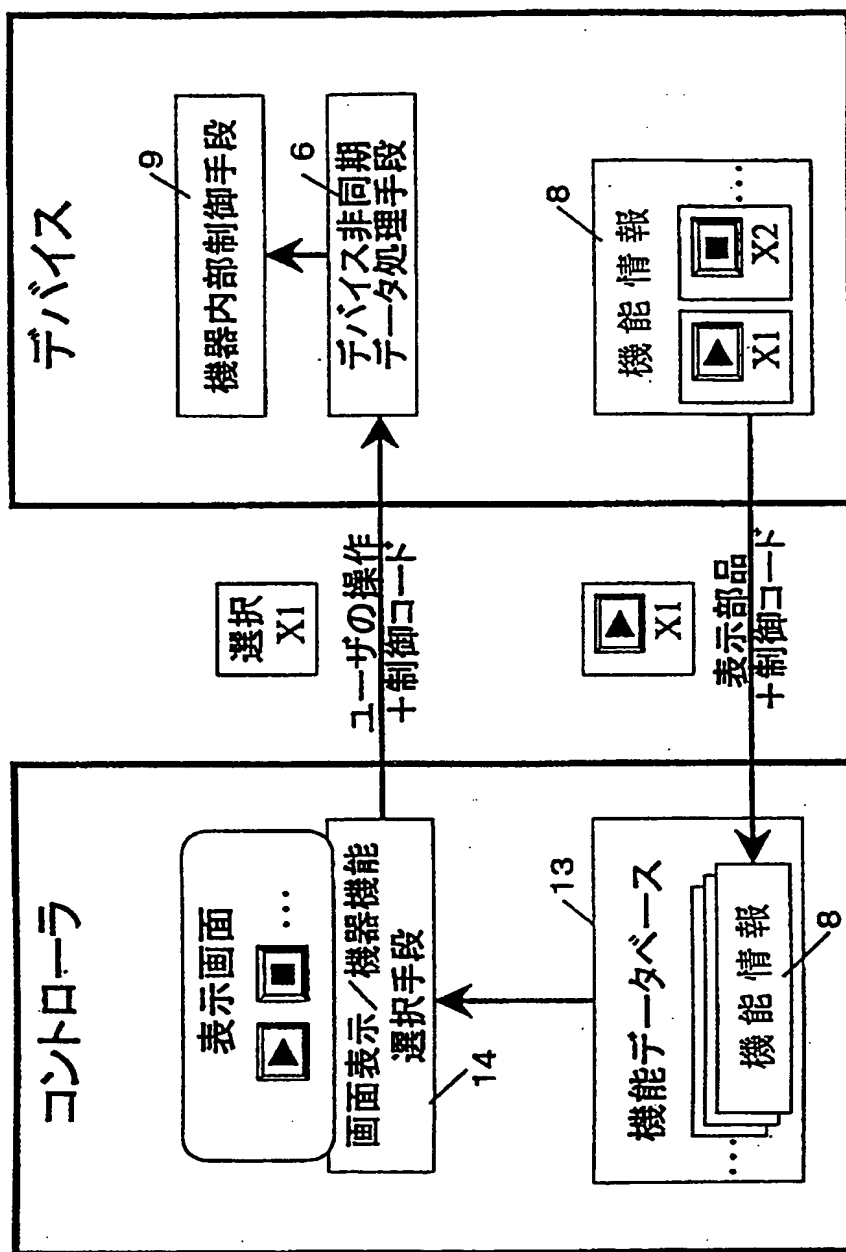 コントローラ
表示画面
...
画面表示/機器機能
選択手段
14
機能データベース
13
機能情報
8
...
選択
X1
ユーザの操作
+制御コード
X1
表示部品
+制御コード
デバイス
機器内部制御手段
9
デバイス非同期
データ処理手段
6
機能情報
8
X1
X2
...